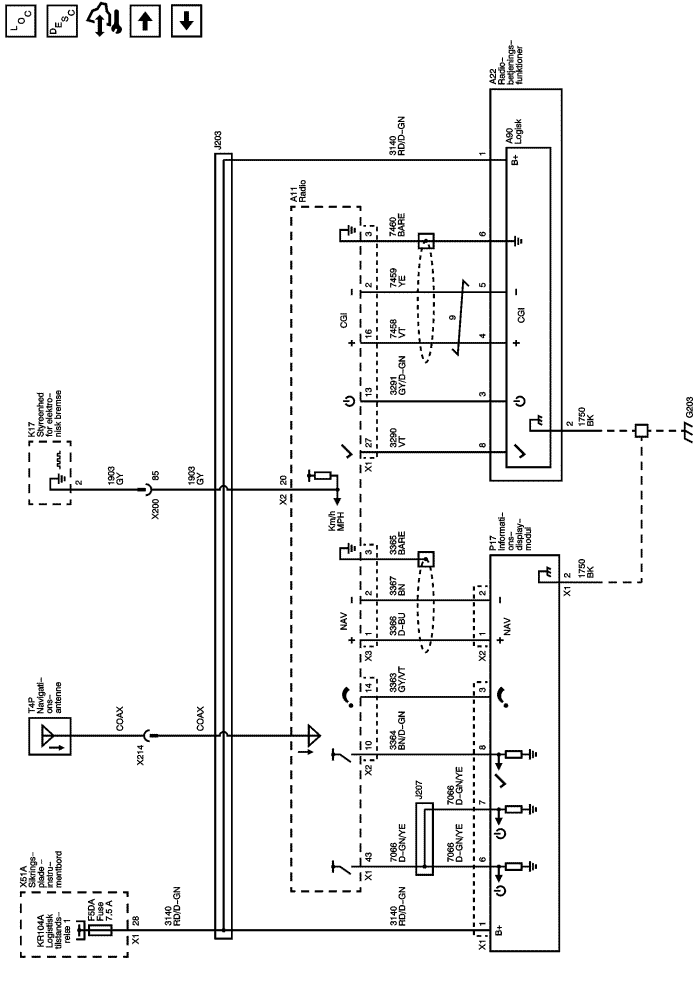 LOC
DESC
J203
A22
Radio–
betjenings–
funktioner
A90
Logisk
3140
RD/D–GN
1
B+
A11
Radio
3
7460
BARE
6
2
7459
YE
5
–
–
CGI
CGI
9
16
7458
VT
4
+
+
13
3291
GY/D–GN
3
27
X1
3290
VT
8
2
1750
BK
G203
K17
Styreenhed
for elektro–
nisk bremse
2
1903
GY
85
X200
1903
GY
20
X2
Km/h
MPH
P17
Informati–
ons–
display–
modul
3
3365
BARE
2
3367
BN
2
–
–
NAV
NAV
1
X3
3366
D–BU
1
X2
+
+
X1
2
1750
BK
T4P
Navigati–
ons–
antenne
COAX
X214
COAX
14
3363
GY/VT
3
10
X2
3364
BN/D–GN
8
J207
7066
D–GN/YE
7
43
X1
7066
D–GN/YE
7066
D–GN/YE
6
X51A
Sikrings–
plade –
instru–
mentbord
KR104A
Logistisk
tilstands–
relæ 1
F5DA
Fuse
7.5 A
28
X1
3140
RD/D–GN
3140
RD/D–GN
1
X1
B+